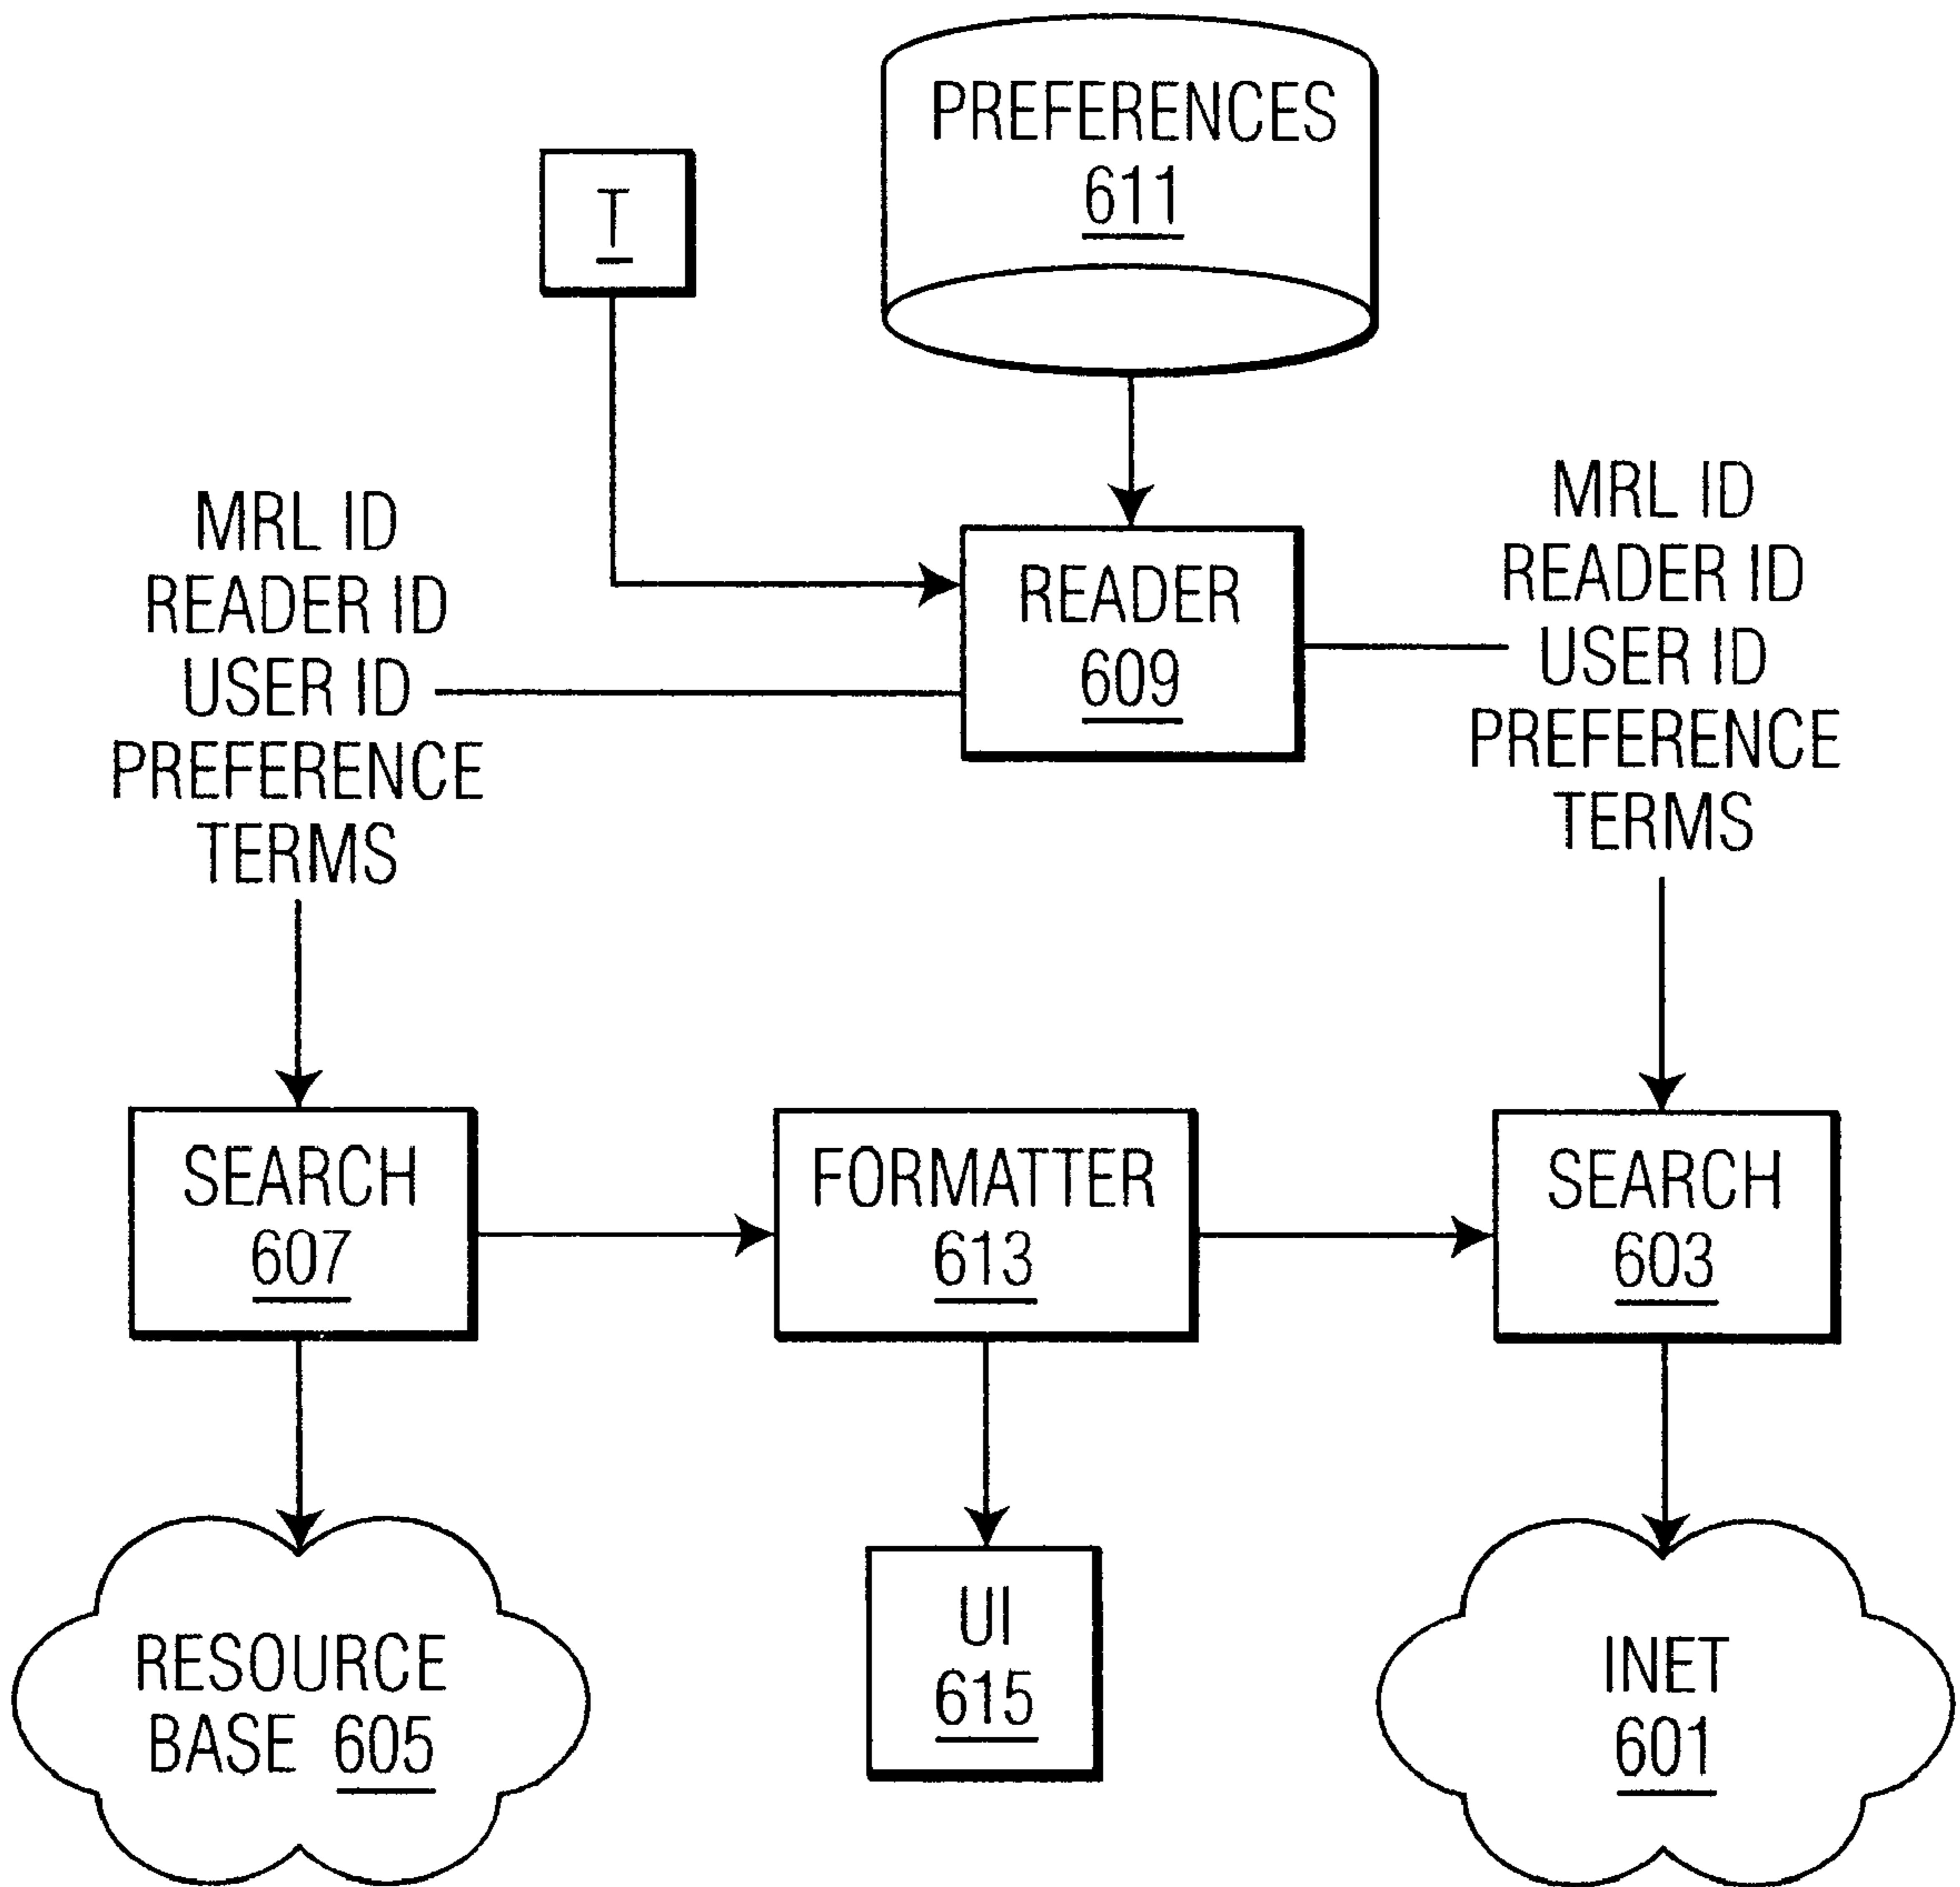 PREFERENCES
611
T
MRL ID
READER ID
USER ID
PREFERENCE
TERMS
READER
609
MRL ID
READER ID
USER ID
PREFERENCE
TERMS
SEARCH
607
FORMATTER
613
SEARCH
603
RESOURCE
BASE 605
UI
615
INET
601